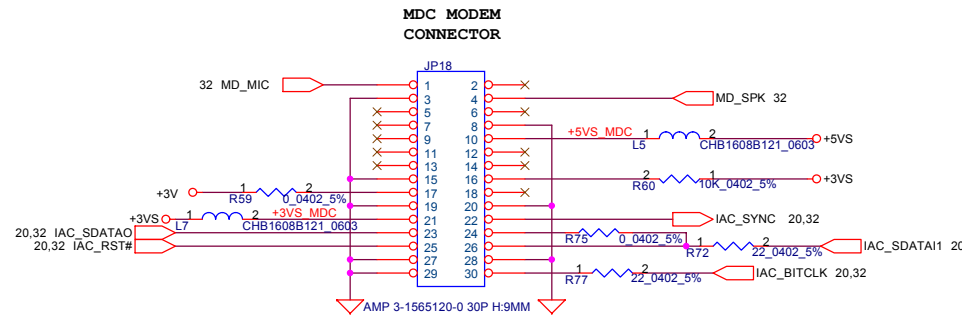 MDC MODEM
CONNECTOR
JP18
32 MD_MIC
1 2
3 4
MD_SPK 32
5 6
7 8
+5VS_MDC L5 1 2 +5VS
9 10
CHB1608B121_0603
11 12
13 14
15 16
2 1 +3VS
R60 10K_0402_5%
+3V 1 2
17 18
R59 0_0402_5%
19 20
+3VS 1 2 +3VS_MDC
21 22
IAC_SYNC 20,32
L7 CHB1608B121_0603
20,32 IAC_SDATAO
23 24
1 2
R75 0_0402_5%
20,32 IAC_RST#
25 26
1 2
R72 22_0402_5%
IAC_SDATAI1 20
27 28
29 30
1 2
R77 22_0402_5%
IAC_BITCLK 20,32
AMP 3-1565120-0 30P H:9MM